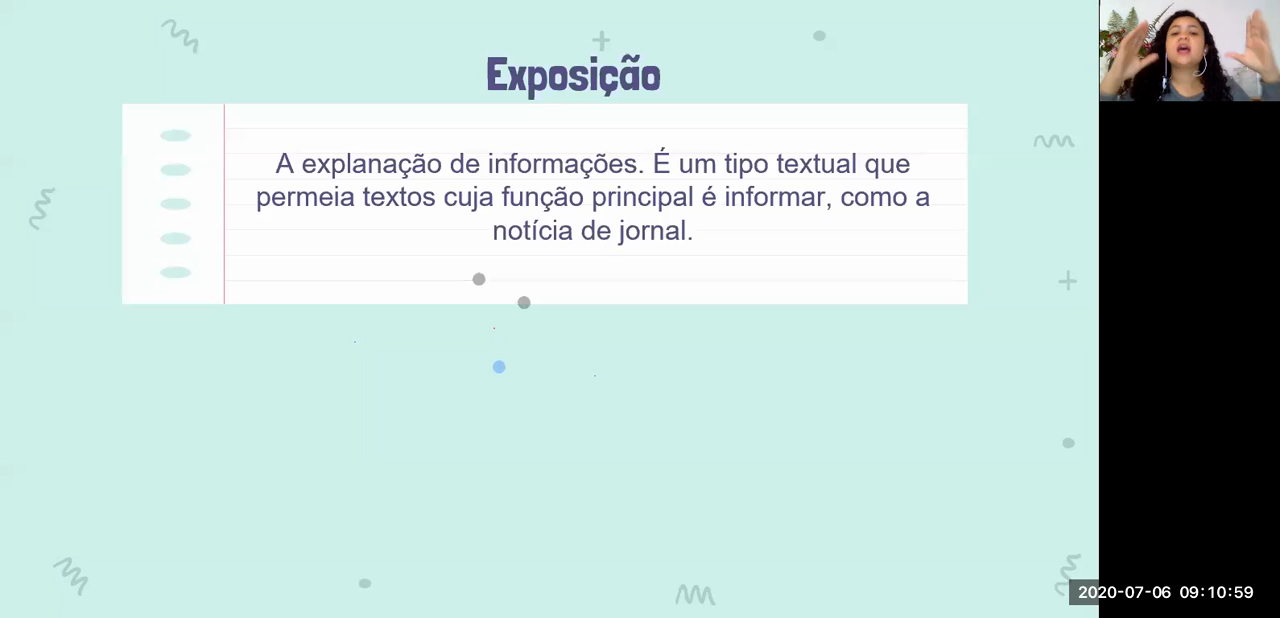 Exposição
A explanação de informações. É um tipo textual que
permeia textos cuja função principal é informar, como a
notícia de jornal.
2020-07-06 09:10:59